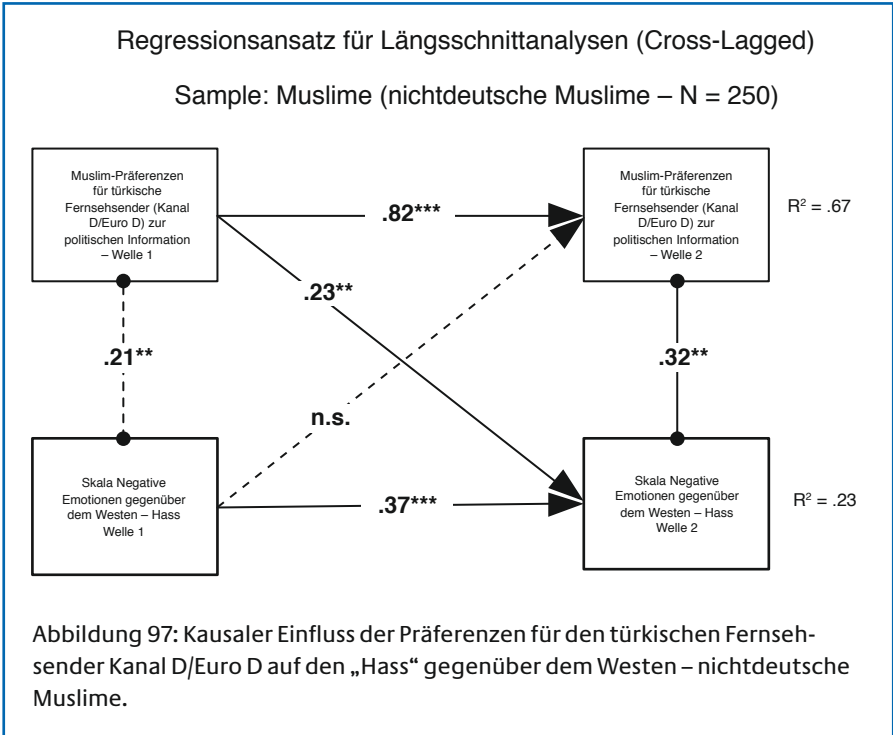 Regressionsansatz für Längsschnittanalysen (Cross-Lagged)
Sample: Muslime (nichtdeutsche Muslime – N = 250)
Muslim-Präferenzen
für türkische
Fernsehsender (Kanal
D/Euro D) zur
politischen Information
– Welle 1
.82***
Muslim-Präferenzen
für türkische
Fernsehsender (Kanal
D/Euro D) zur
politischen Information
– Welle 2
R² = .67
.23**
.21**
.32**
n.s.
Skala Negative
Emotionen gegenüber
dem Westen – Hass
Welle 1
.37***
Skala Negative
Emotionen gegenüber
dem Westen – Hass
Welle 2
R² = .23
Abbildung 97: Kausaler Einfluss der Präferenzen für den türkischen Fernseh-
sender Kanal D/Euro D auf den „Hass“ gegenüber dem Westen – nichtdeutsche
Muslime.